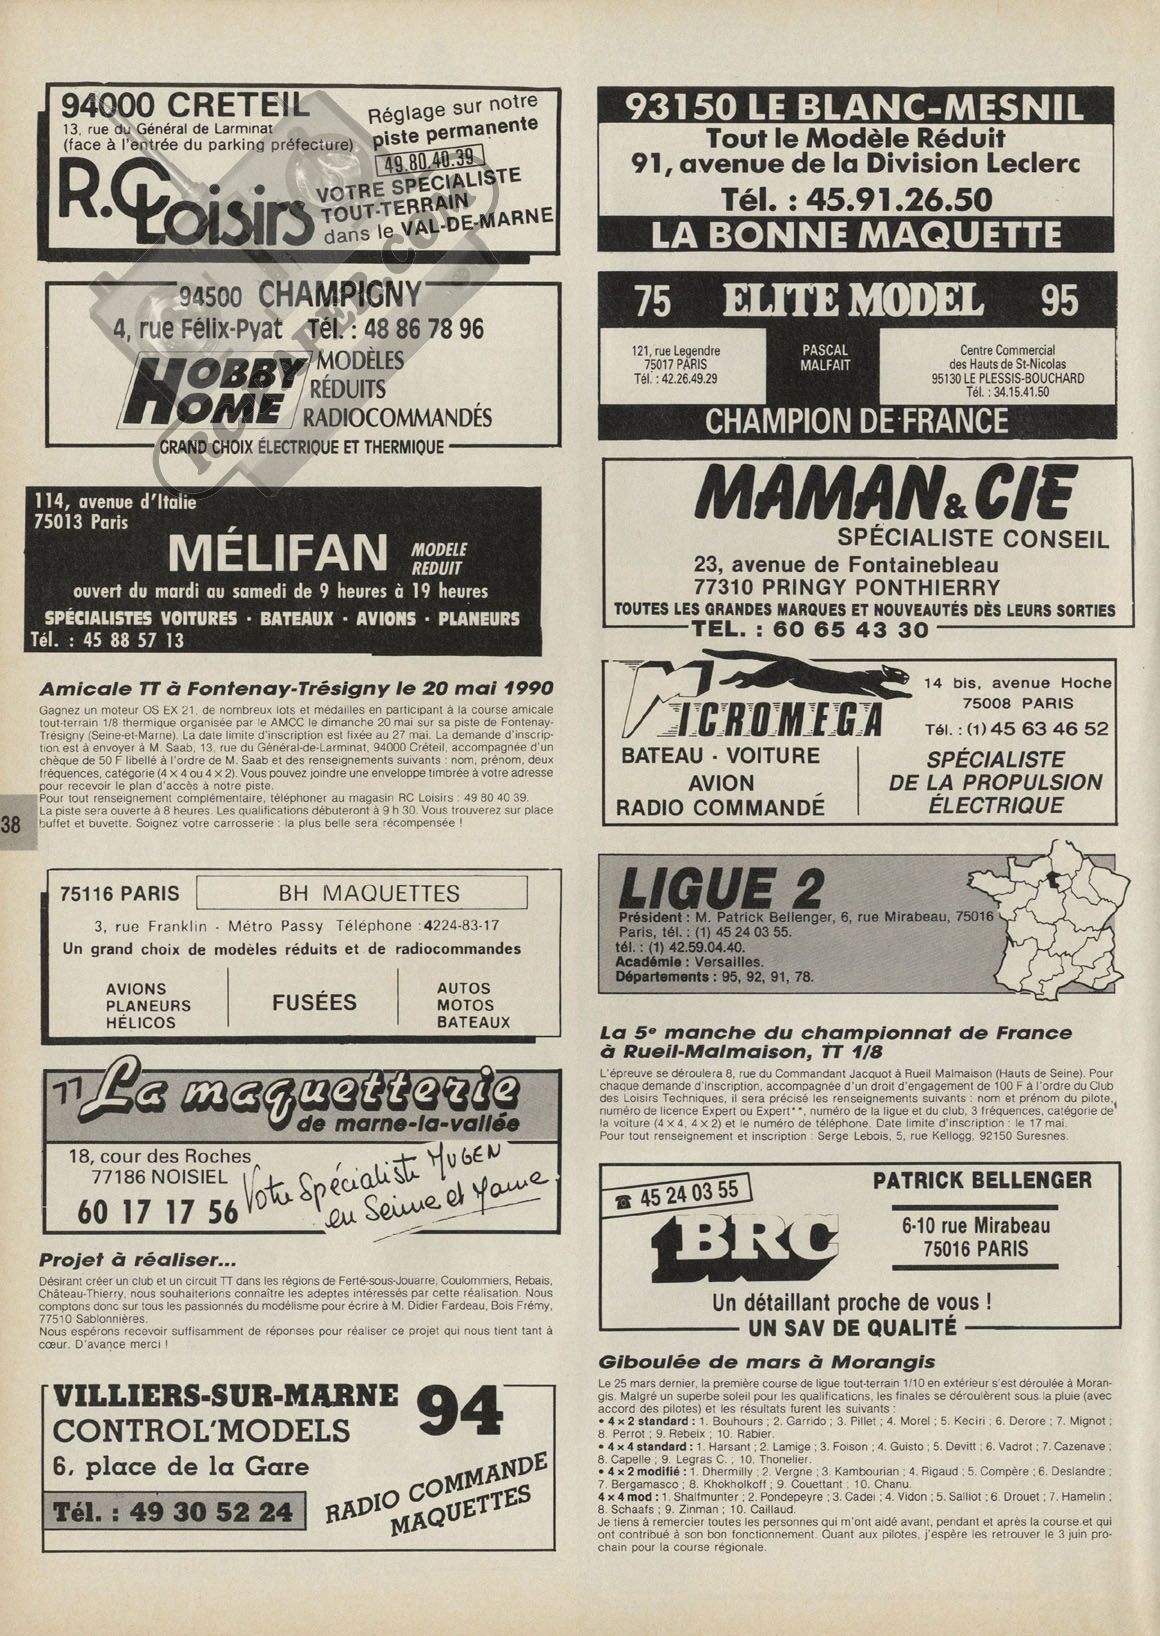 94000 CRETEIL
13, rue du Général de Larminat
(face à l'entrée du parking préfecture)
Réglage sur notre
piste permanente
49.80.40.39
R.C Loisirs
VOTRE SPÉCIALISTE
TOUT-TERRAIN
dans le VAL-DE-MARNE
94500 CHAMPIGNY
4, rue Félix-Pyat Tél. : 48 86 78 96
HOBBY
HOME
MODÈLES
RÉDUITS
RADIOCOMMANDÉS
GRAND CHOIX ÉLECTRIQUE ET THERMIQUE
114, avenue d'Italie
75013 Paris
MÉLIFAN MODELE
REDUIT
ouvert du mardi au samedi de 9 heures à 19 heures
SPÉCIALISTES VOITURES · BATEAUX · AVIONS · PLANEURS
Tél. : 45 88 57 13
Amicale TT à Fontenay-Trésigny le 20 mai 1990
Gagnez un moteur OS EX 21, de nombreux lots et médailles en participant à la course amicale
tout-terrain 1/8 thermique organisée par le AMCC le dimanche 20 mai sur sa piste de Fontenay-
Trésigny (Seine-et-Marne). La date limite d'inscription est fixée au 27 mai. La demande d'inscrip-
tion est à envoyer à M. Saab, 13, rue du Général-de-Larminat, 94000 Créteil, accompagnée d'un
chèque de 50 F libellé à l'ordre de M. Saab et des renseignements suivants : nom, prénom, deux
fréquences, catégorie (4 × 4 ou 4 × 2). Vous pouvez joindre une enveloppe timbrée à votre adresse
pour recevoir le plan d'accès à notre piste.
Pour tout renseignement complémentaire, téléphoner au magasin RC Loisirs : 49 80 40 39.
La piste sera ouverte à 8 heures. Les qualifications débuteront à 9 h 30. Vous trouverez sur place
buffet et buvette. Soignez votre carrosserie : la plus belle sera récompensée !
38
75116 PARIS BH MAQUETTES
3, rue Franklin - Métro Passy Téléphone : 4224-83-17
Un grand choix de modèles réduits et de radiocommandes
AVIONS
PLANEURS
HÉLICOS
FUSÉES
AUTOS
MOTOS
BATEAUX
77 La maquetterie
de marne-la-vallée
18, cour des Roches
77186 NOISIEL
60 17 17 56
Votre Spécialiste MUGEN
en Seine et Marne
Projet à réaliser...
Désirant créer un club et un circuit TT dans les régions de Ferté-sous-Jouarre, Coulommiers, Rebais,
Château-Thierry, nous souhaiterions connaître les adeptes intéressés par cette réalisation. Nous
comptons donc sur tous les passionnés du modélisme pour écrire à M. Didier Fardeau, Bois Frémy,
77510 Sablonnières.
Nous espérons recevoir suffisamment de réponses pour réaliser ce projet qui nous tient tant à
cœur. D'avance merci !
VILLIERS-SUR-MARNE 94
CONTROL'MODELS
6, place de la Gare
Tél. : 49 30 52 24
RADIO COMMANDE
MAQUETTES
93150 LE BLANC-MESNIL
Tout le Modèle Réduit
91, avenue de la Division Leclerc
Tél. : 45.91.26.50
LA BONNE MAQUETTE
75 ELITE MODEL 95
121, rue Legendre
75017 PARIS
Tél. : 42.26.49.29
PASCAL
MALFAIT
Centre Commercial
des Hauts de St-Nicolas
95130 LE PLESSIS-BOUCHARD
Tél. : 34.15.41.50
CHAMPION DE FRANCE
MAMAN & CIE
SPÉCIALISTE CONSEIL
23, avenue de Fontainebleau
77310 PRINGY PONTHIERRY
TOUTES LES GRANDES MARQUES ET NOUVEAUTÉS DÈS LEURS SORTIES
TEL. : 60 65 43 30
MICROMEGA
14 bis, avenue Hoche
75008 PARIS
Tél. : (1) 45 63 46 52
BATEAU - VOITURE
AVION
RADIO COMMANDÉ
SPÉCIALISTE
DE LA PROPULSION
ÉLECTRIQUE
LIGUE 2
Président : M. Patrick Bellenger, 6, rue Mirabeau, 75016
Paris, tél. : (1) 45 24 03 55.
tél. : (1) 42.59.04.40.
Académie : Versailles.
Départements : 95, 92, 91, 78.
La 5e manche du championnat de France
à Rueil-Malmaison, TT 1/8
L'épreuve se déroulera 8, rue du Commandant Jacquot à Rueil Malmaison (Hauts de Seine). Pour
chaque demande d'inscription, accompagnée d'un droit d'engagement de 100 F à l'ordre du Club
des Loisirs Techniques, il sera précisé les renseignements suivants : nom et prénom du pilote,
numéro de licence Expert ou Expert**, numéro de la ligue et du club, 3 fréquences, catégorie de
la voiture (4 × 4, 4 × 2) et le numéro de téléphone. Date limite d'inscription : le 17 mai.
Pour tout renseignement et inscription : Serge Lebois, 5, rue Kellogg, 92150 Suresnes.
☎ 45 24 03 55
BRC
PATRICK BELLENGER
6-10 rue Mirabeau
75016 PARIS
Un détaillant proche de vous !
UN SAV DE QUALITÉ
Giboulée de mars à Morangis
Le 25 mars dernier, la première course de ligue tout-terrain 1/10 en extérieur s'est déroulée à Moran-
gis. Malgré un superbe soleil pour les qualifications, les finales se déroulèrent sous la pluie (avec
accord des pilotes) et les résultats furent les suivants :
• 4 × 2 standard : 1. Bouhours ; 2. Garrido ; 3. Pillet ; 4. Morel ; 5. Keciri ; 6. Derore ; 7. Mignot ;
8. Perrot ; 9. Rebeix ; 10. Rabier.
• 4 × 4 standard : 1. Harsant ; 2. Lamige ; 3. Foison ; 4. Guisto ; 5. Devitt ; 6. Vadrot ; 7. Cazenave ;
8. Capelle ; 9. Legras C. ; 10. Thonelier.
• 4 × 2 modifié : 1. Dhermilly ; 2. Vergne ; 3. Kambourian ; 4. Rigaud ; 5. Compère ; 6. Deslandre ;
7. Bergamasco ; 8. Khokholkoff ; 9. Couettant ; 10. Chanu.
4 × 4 mod : 1. Shalfmunter ; 2. Pondepeyre ; 3. Cadei ; 4. Vidon ; 5. Salliot ; 6. Drouet ; 7. Hamelin ;
8. Schaafs ; 9. Zinman ; 10. Caillaud.
Je tiens à remercier toutes les personnes qui m'ont aidé avant, pendant et après la course et qui
ont contribué à son bon fonctionnement. Quant aux pilotes, j'espère les retrouver le 3 juin pro-
chain pour la course régionale.